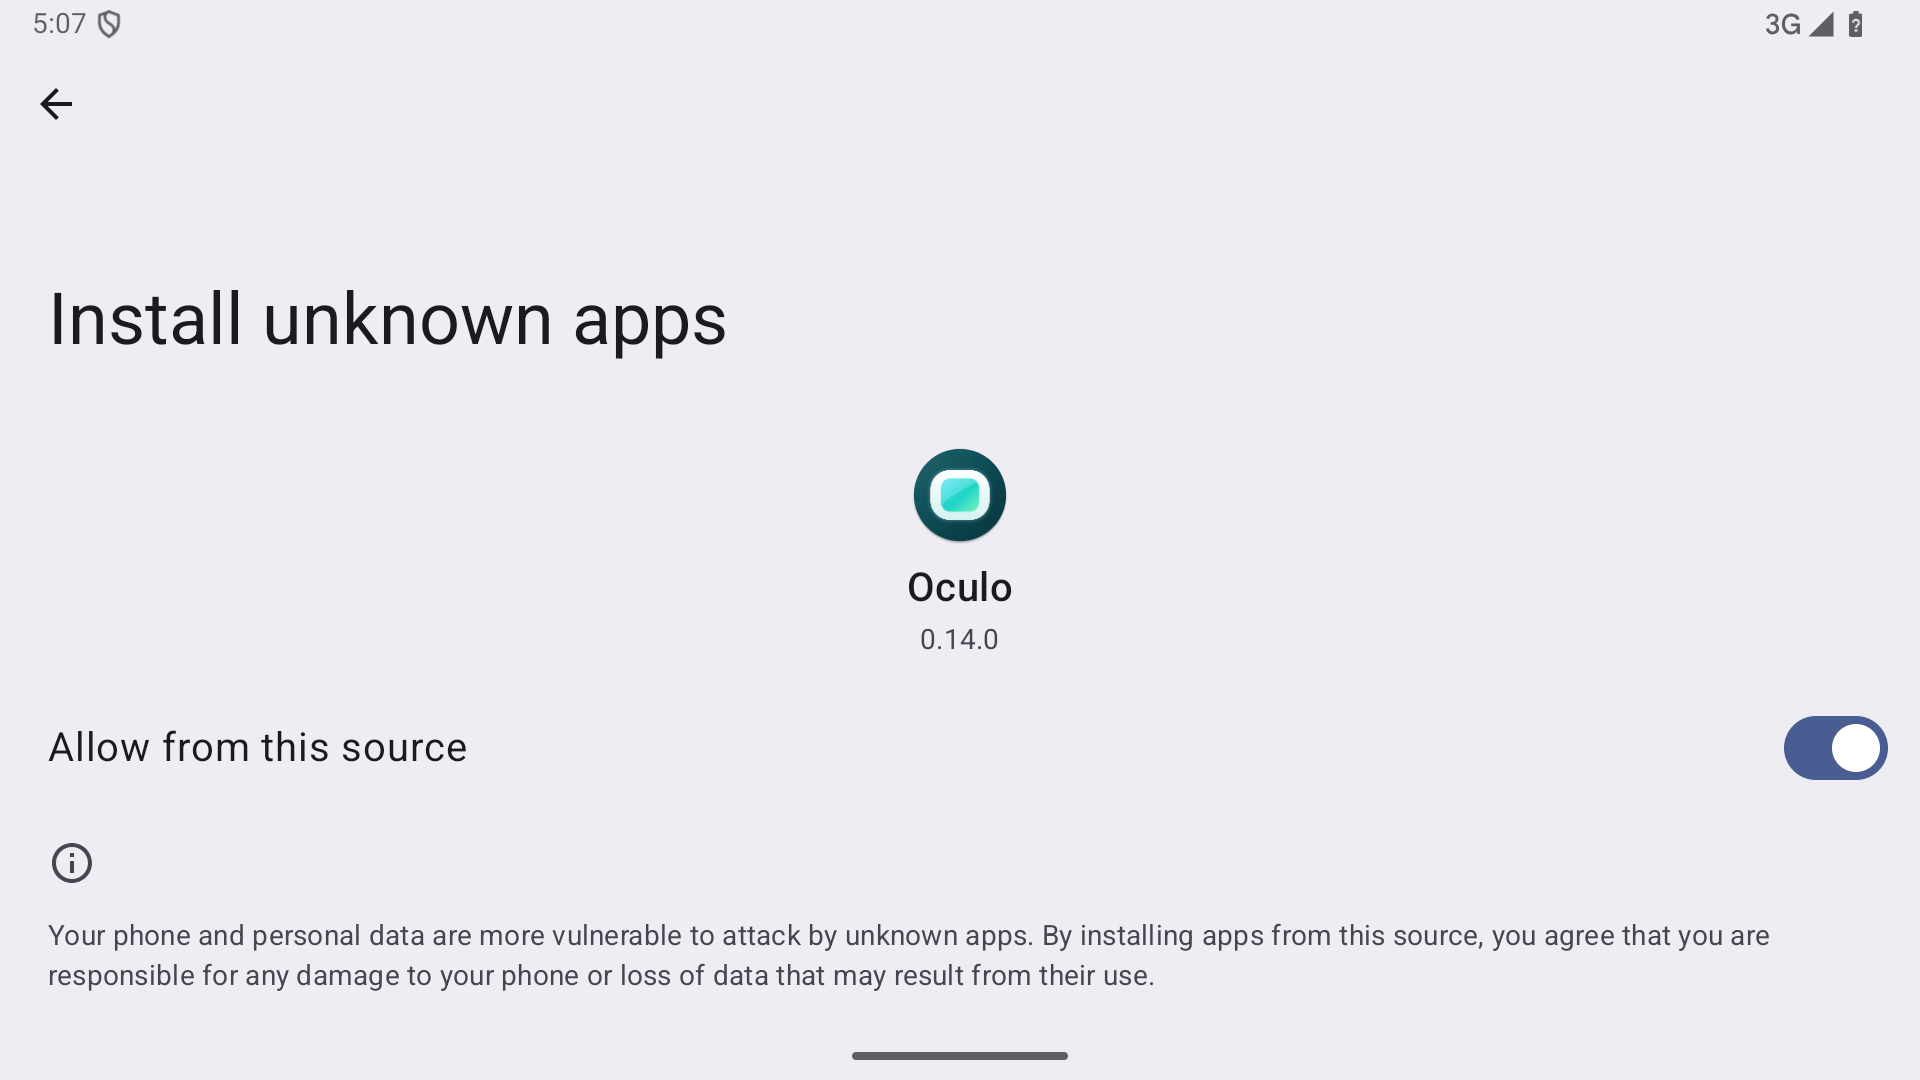 5:07
3G
Install unknown apps
Oculo
0.14.0
Allow from this source
Your phone and personal data are more vulnerable to attack by unknown apps. By installing apps from this source, you agree that you are
responsible for any damage to your phone or loss of data that may result from their use.